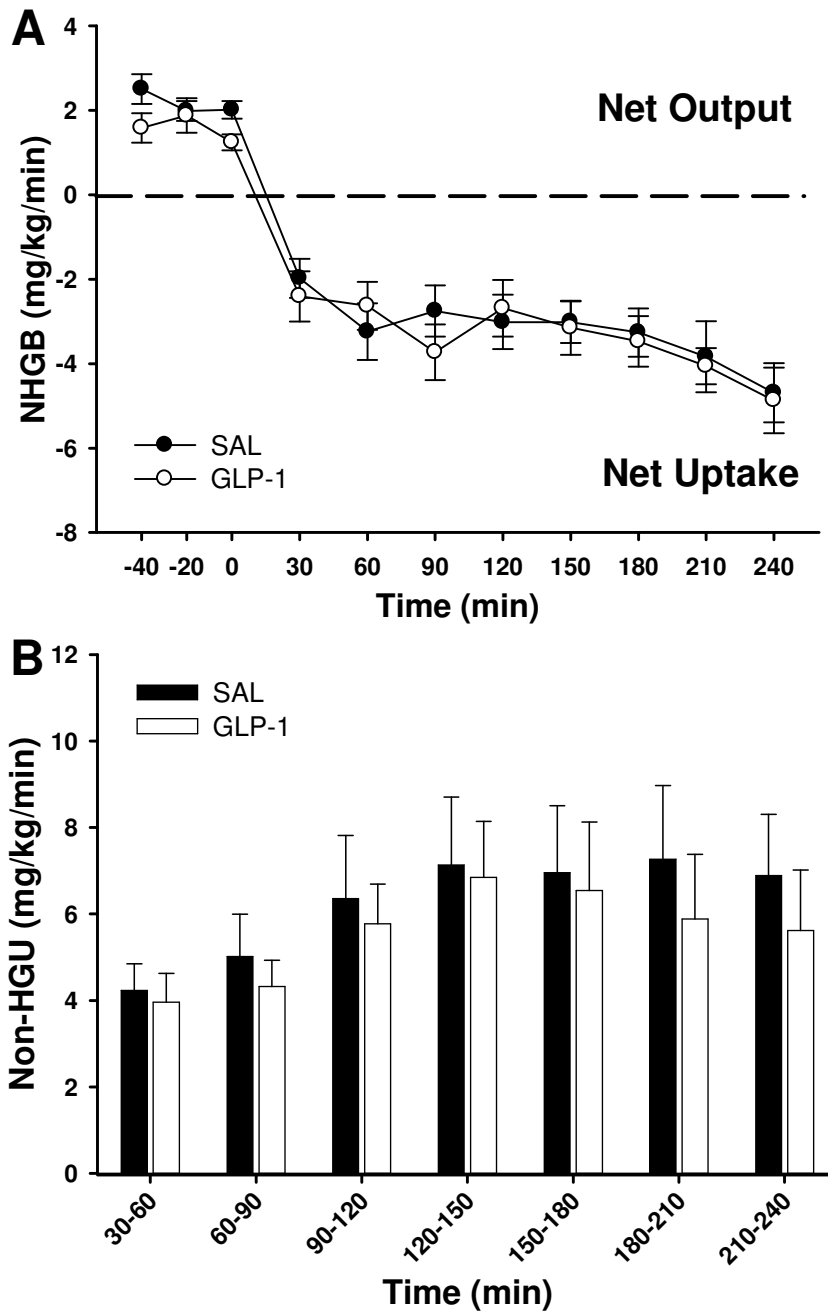 A
4
2
0
-2
-4
-6
-8
NHGB (mg/kg/min)
Net Output
SAL
GLP-1
Net Uptake
-40 -20 0 30 60 90 120 150 180 210 240
Time (min)
B
12
10
8
6
4
2
0
Non-HGU (mg/kg/min)
SAL
GLP-1
30-60 60-90 90-120 120-150 150-180 180-210 210-240
Time (min)